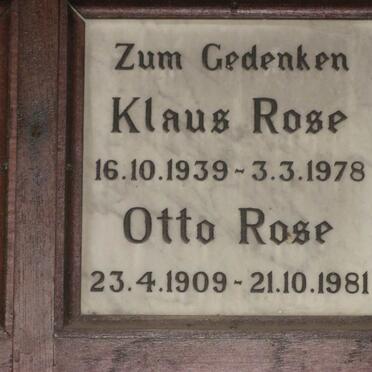 Zum Gedenken
Klaus Rose
16.10.1939 ~ 3.3.1978
Otto Rose
23.4.1909 ~ 21.10.1981